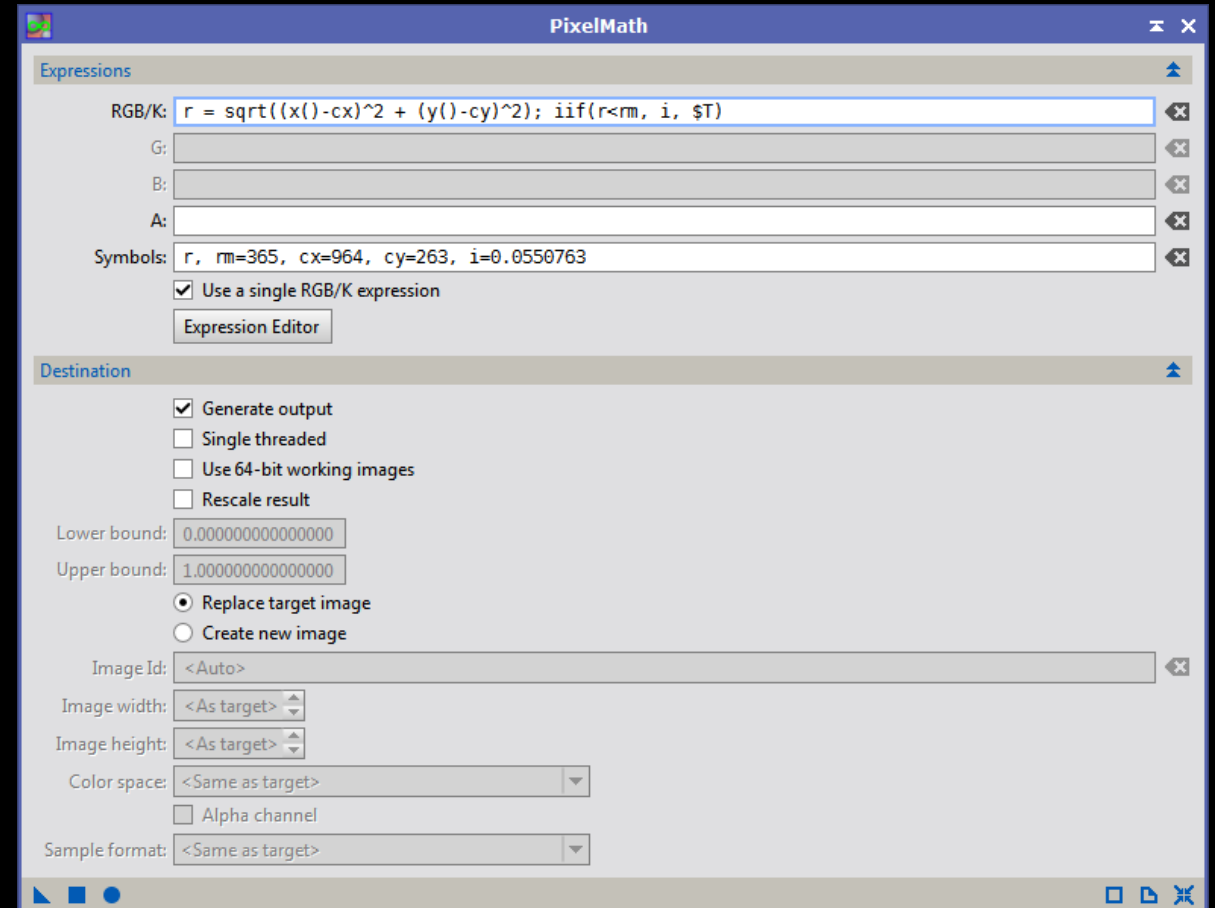 PixelMath
Expressions
RGB/K: r = sqrt((x()-cx)^2 + (y()-cy)^2); iif(r<rm, i, $T)
G:
B:
A:
Symbols: r, rm=365, cx=964, cy=263, i=0.0550763
Use a single RGB/K expression
Expression Editor
Destination
Generate output
Single threaded
Use 64-bit working images
Rescale result
Lower bound: 0.000000000000000
Upper bound: 1.000000000000000
Replace target image
Create new image
Image Id: <Auto>
Image width: <As target>
Image height: <As target>
Color space: <Same as target>
Alpha channel
Sample format: <Same as target>